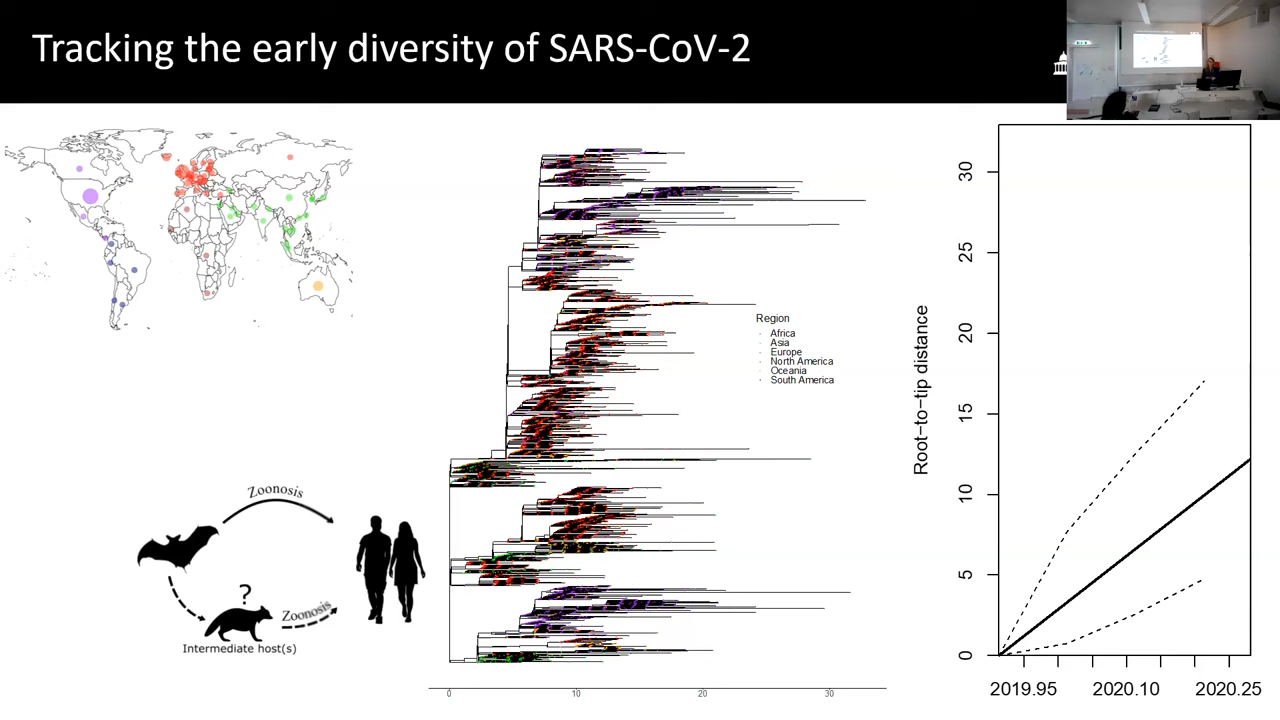 Tracking the early diversity of SARS-CoV-2
Region
Africa
Asia
Europe
North America
Oceania
South America
0
10
20
30
Zoonosis
?
Zoonosis
Intermediate host(s)
Root-to-tip distance
30
25
20
15
10
5
0
2019.95
2020.10
2020.25